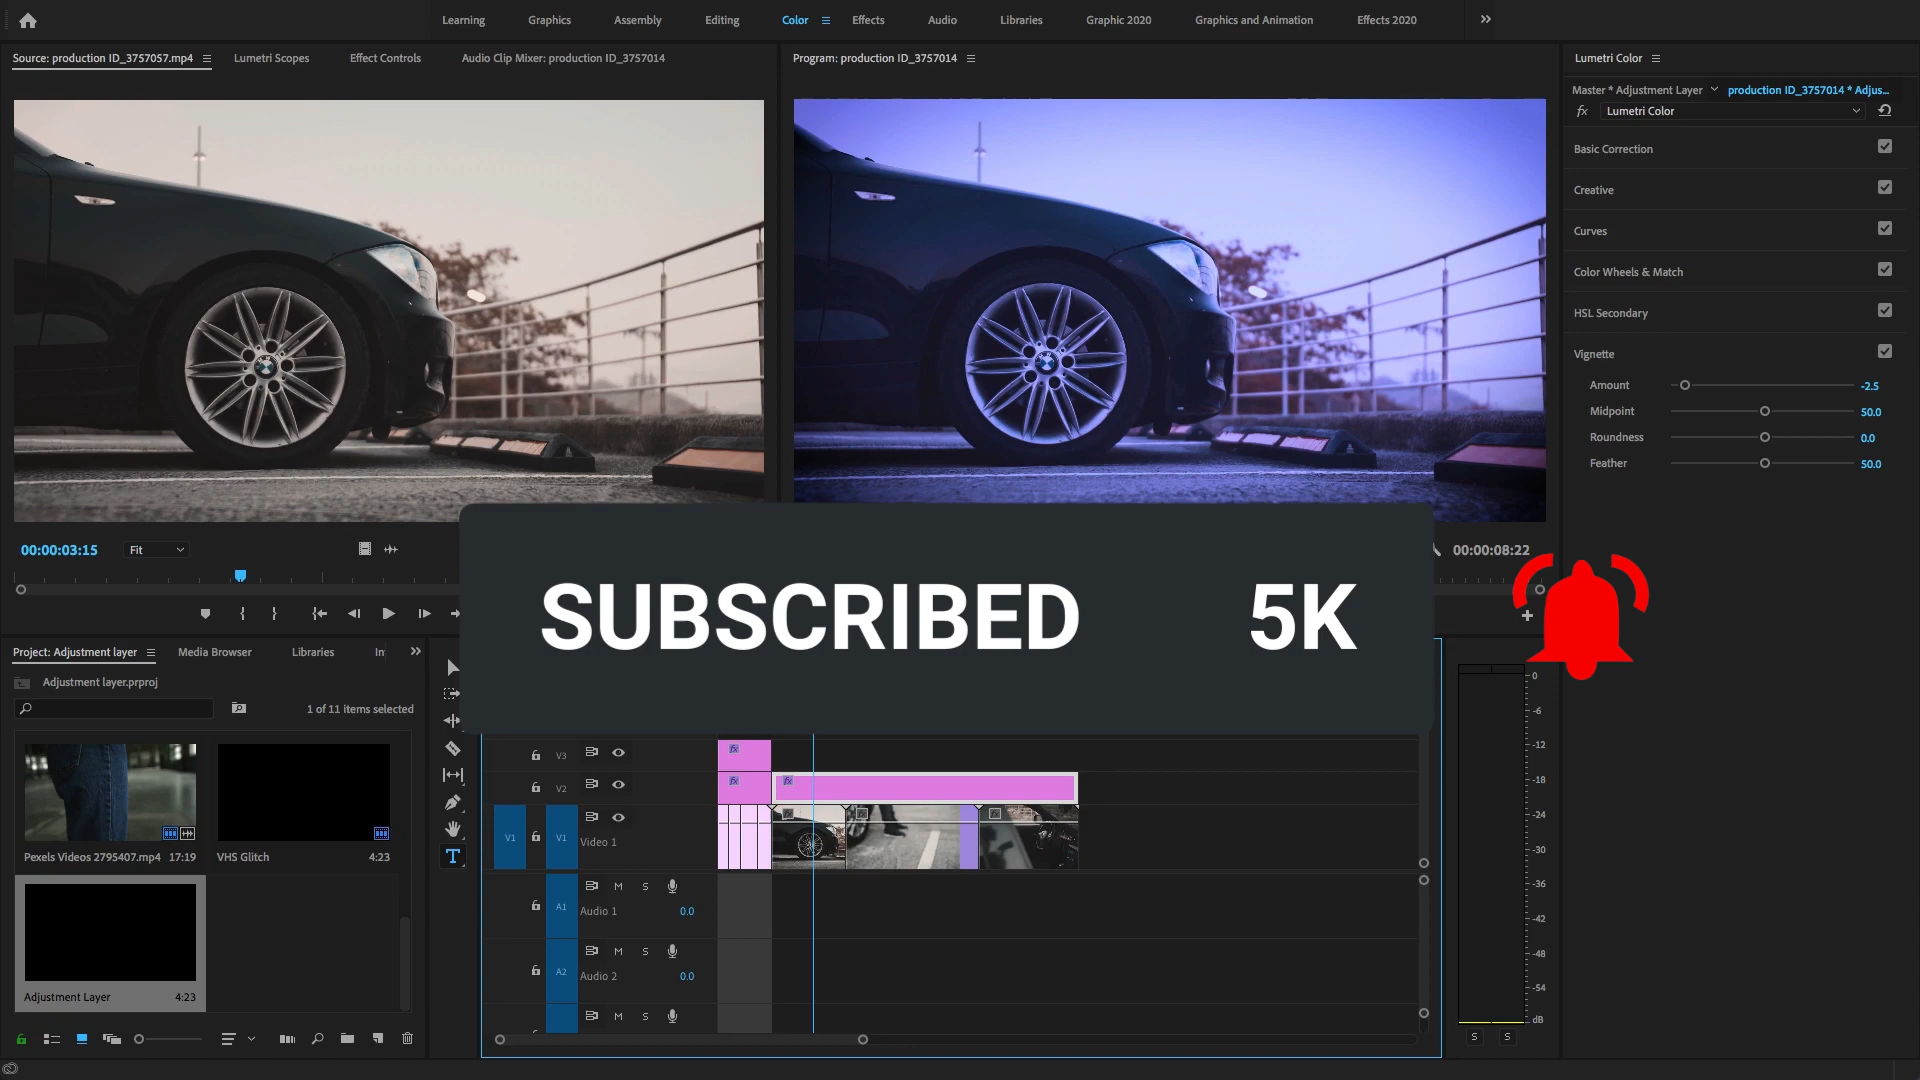 Learning Graphics Assembly Editing Color Effects Audio Libraries Graphic 2020 Graphics and Animation Effects 2020
Source: production ID_3757057.mp4 Lumetri Scopes Effect Controls Audio Clip Mixer: production ID_3757014
Program: production ID_3757014
Lumetri Color
Master * Adjustment Layer production ID_3757014 * Adjus...
fx Lumetri Color
Basic Correction
Creative
Curves
Color Wheels & Match
HSL Secondary
Vignette
Amount -2.5
Midpoint 50.0
Roundness 0.0
Feather 50.0
00:00:03:15 Fit
00:00:08:22
SUBSCRIBED 5K
Project: Adjustment layer Media Browser Libraries In
Adjustment layer.prproj
1 of 11 items selected
Pexels Videos 2795407.mp4 17:19
VHS Glitch 4:23
Adjustment Layer 4:23
T
V3 fx
V2 fx fx
V1 V1 Video 1
A1 M S
Audio 1 0.0
A2 M S
Audio 2 0.0
M S
0
-6
-12
-18
-24
-30
-36
-42
-48
-54
dB
S S